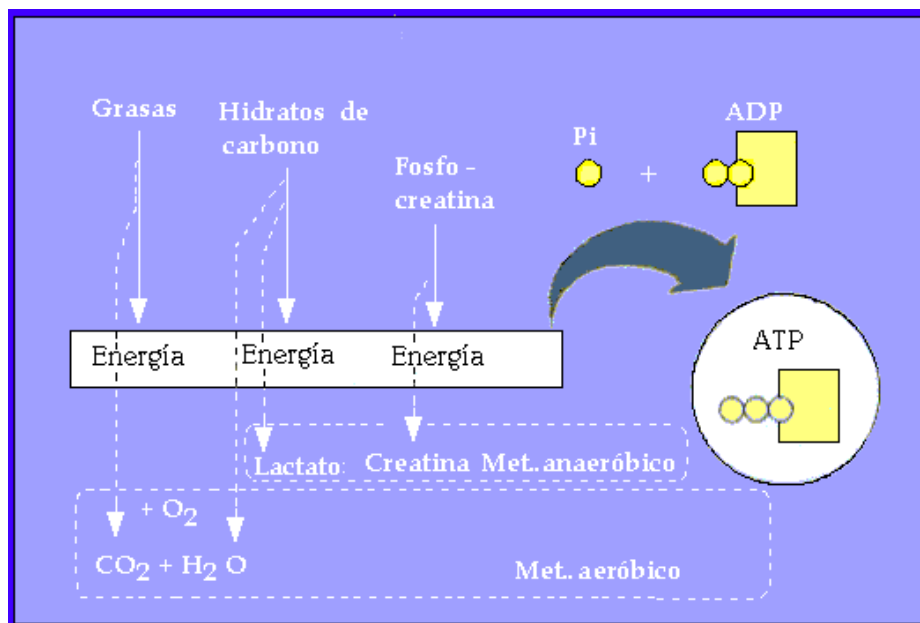 Grasas
Hidratos de
carbono
Fosfo -
creatina
Pi
+
ADP
Energía
Energía
Energía
ATP
Lactato: Creatina Met..anaeróbico
+ O2
CO2 + H2 O
Met.. aeróbico